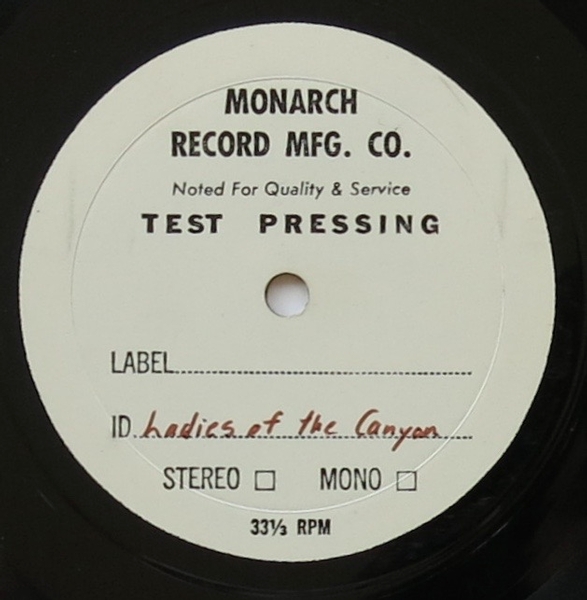 MONARCH
RECORD MFG. CO.
Noted For Quality & Service
TEST PRESSING
LABEL
ID Ladies of the Canyon
STEREO □ MONO □
33⅓ RPM